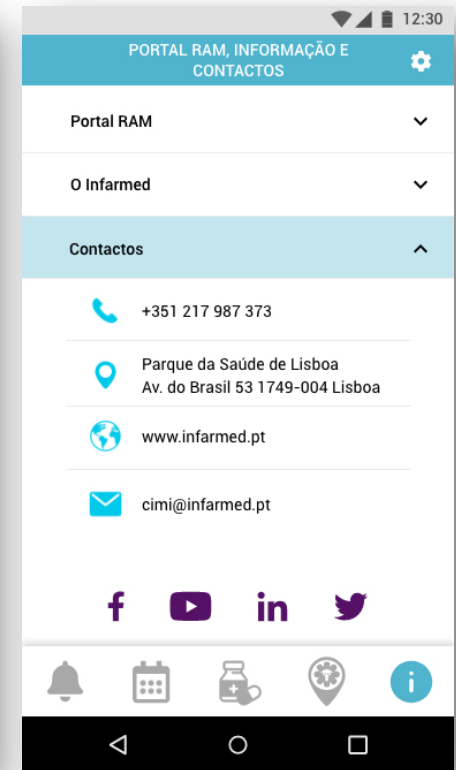 12:30
PORTAL RAM, INFORMAÇÃO E
CONTACTOS
Portal RAM
O Infarmed
Contactos
+351 217 987 373
Parque da Saúde de Lisboa
Av. do Brasil 53 1749-004 Lisboa
www.infarmed.pt
cimi@infarmed.pt